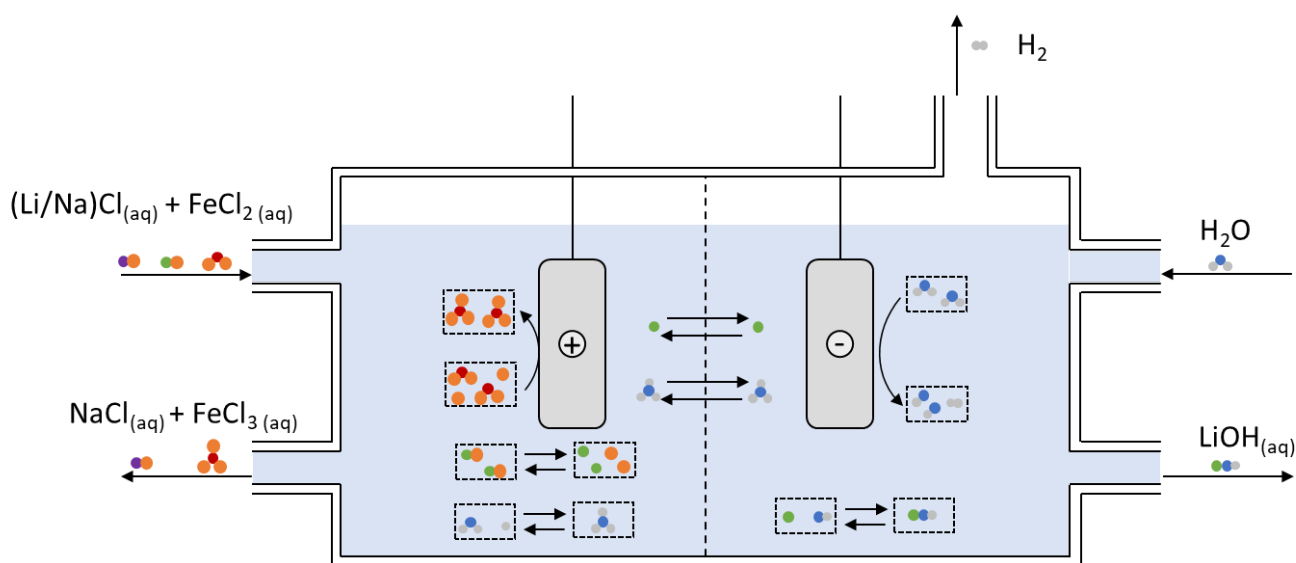 H₂
(Li/Na)Cl(aq) + FeCl₂ (aq)
H₂O
+
-
NaCl(aq) + FeCl₃ (aq)
LiOH(aq)